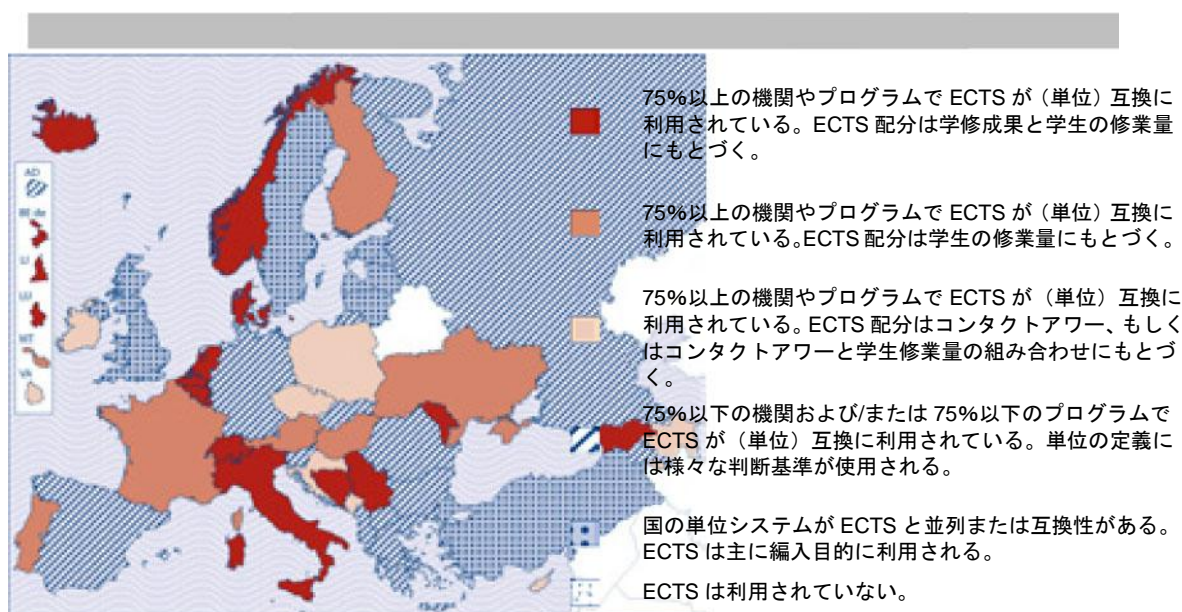 AD
BE de
LI
LU
MT
VA
75%以上の機関やプログラムで ECTS が（単位）互換に
利用されている。ECTS 配分は学修成果と学生の修業量
にもとづく。
75%以上の機関やプログラムで ECTS が（単位）互換に
利用されている。ECTS 配分は学生の修業量にもとづく。
75%以上の機関やプログラムで ECTS が（単位）互換に
利用されている。ECTS 配分はコンタクトアワー、もしく
はコンタクトアワーと学生修業量の組み合わせにもとづ
く。
75%以下の機関および/または 75%以下のプログラムで
ECTS が（単位）互換に利用されている。単位の定義に
は様々な判断基準が使用される。
国の単位システムが ECTS と並列または互換性がある。
ECTS は主に編入目的に利用される。
ECTS は利用されていない。